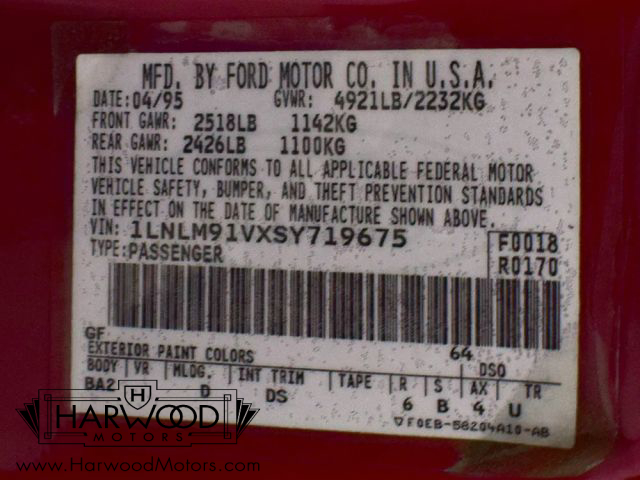 MFD. BY FORD MOTOR CO. IN U.S.A.
DATE: 04/95 GVWR: 4921LB/2232KG
FRONT GAWR: 2518LB 1142KG
REAR GAWR: 2426LB 1100KG
THIS VEHICLE CONFORMS TO ALL APPLICABLE FEDERAL MOTOR
VEHICLE SAFETY, BUMPER, AND THEFT PREVENTION STANDARDS
IN EFFECT ON THE DATE OF MANUFACTURE SHOWN ABOVE.
VIN: 1LNLM91VXSY719675 F0018
TYPE: PASSENGER R0170
GF
EXTERIOR PAINT COLORS 64 DSO
BODY VR MLDG. INT TRIM TAPE R S AX TR
BA2 D DS 6 B 4 U
▽F0EB-58204A10-AB
H
HARWOOD
MOTORS
www.HarwoodMotors.com